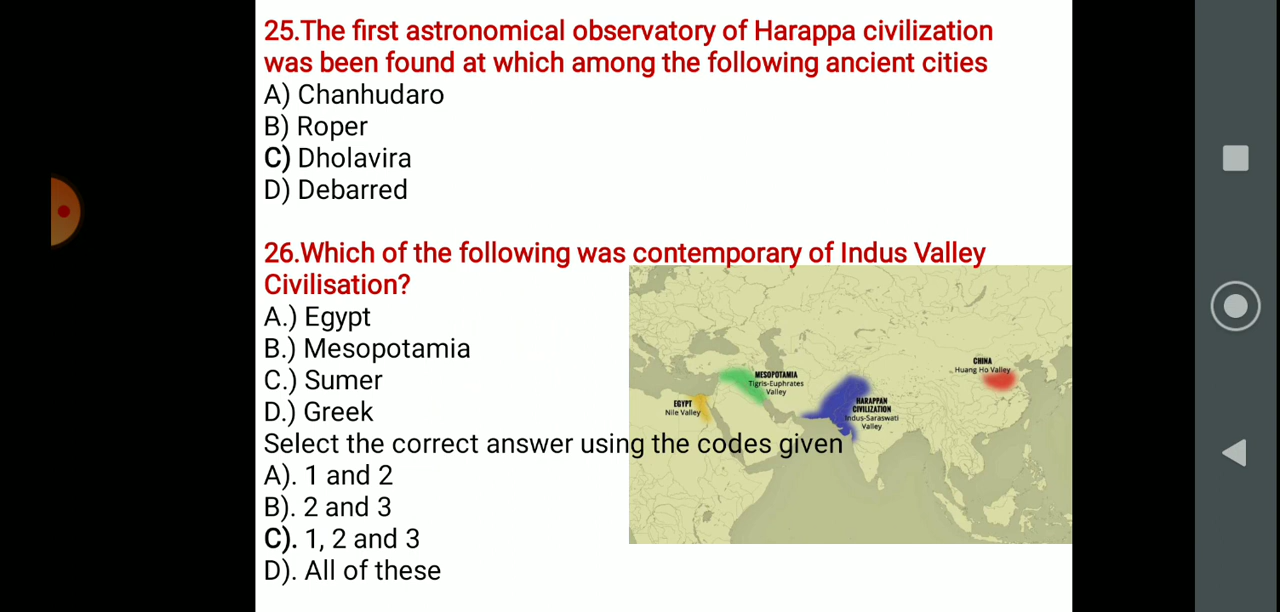 25.The first astronomical observatory of Harappa civilization
was been found at which among the following ancient cities
A) Chanhudaro
B) Roper
C) Dholavira
D) Debarred
26.Which of the following was contemporary of Indus Valley
Civilisation?
A.) Egypt
B.) Mesopotamia
C.) Sumer
D.) Greek
Select the correct answer using the codes given
A). 1 and 2
B). 2 and 3
C). 1, 2 and 3
D). All of these
MESOPOTAMIA
Tigris-Euphrates
Valley
EGYPT
Nile Valley
HARAPPAN
CIVILIZATION
Indus-Saraswati
Valley
CHINA
Huang Ho Valley